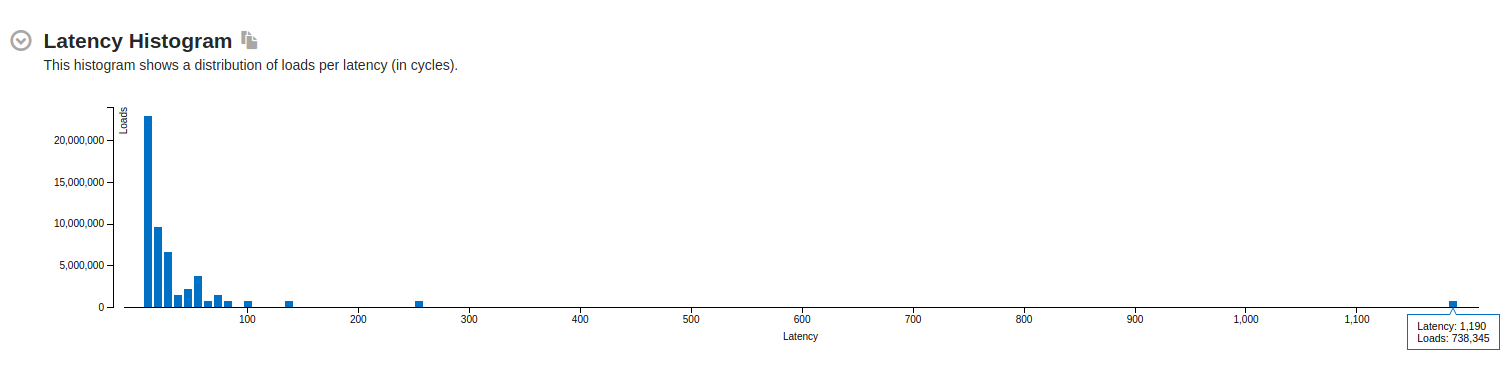 Latency Histogram
This histogram shows a distribution of loads per latency (in cycles).
Loads
20,000,000
15,000,000
10,000,000
5,000,000
0
100 200 300 400 500 600 700 800 900 1,000 1,100
Latency
Latency: 1,190
Loads: 738,345